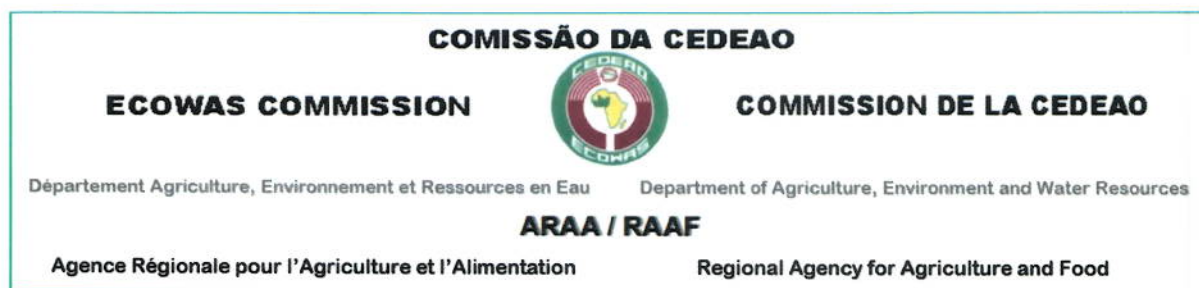 COMISSÃO DA CEDEAO
CEDEAO
ECOWAS COMMISSION
COMMISSION DE LA CEDEAO
ECOWAS
Département Agriculture, Environnement et Ressources en Eau
Department of Agriculture, Environment and Water Resources
ARAA / RAAF
Agence Régionale pour l'Agriculture et l'Alimentation
Regional Agency for Agriculture and Food